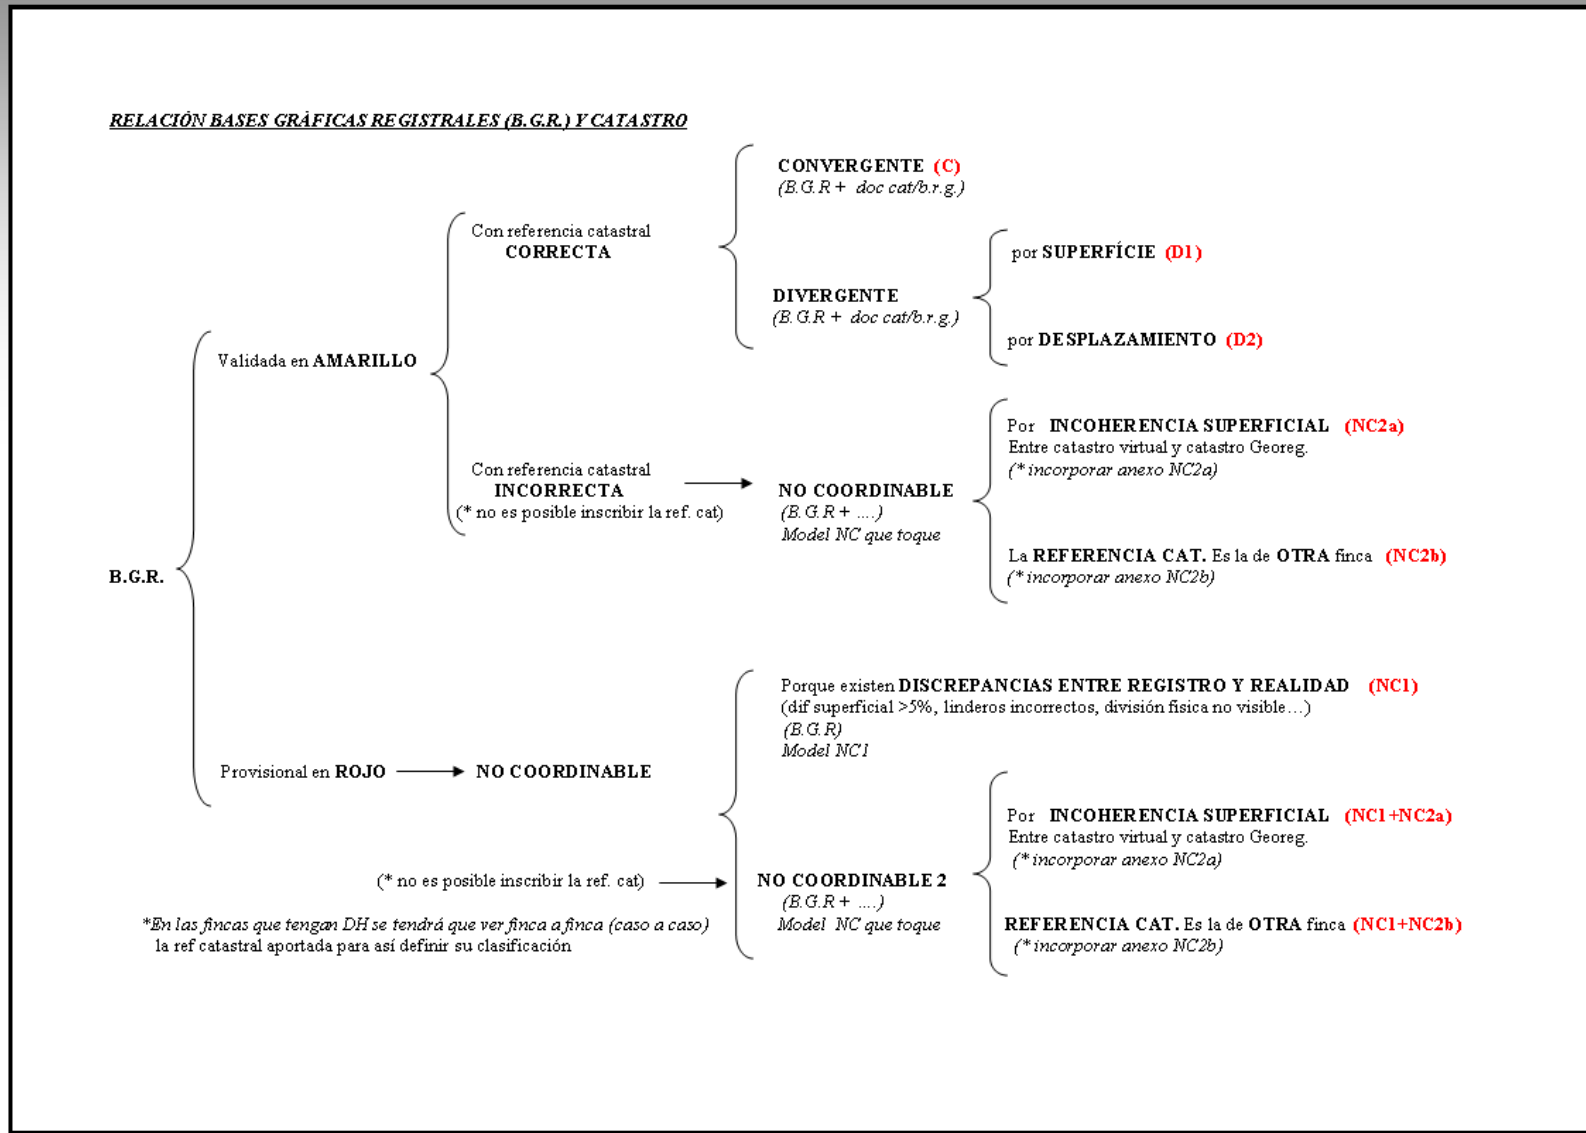 RELACIÓN BASES GRÀFICAS REGISTRALES (B.G.R.) Y CATASTRO
CONVERGENTE (C)
(B.G.R + doc cat/b.r.g.)
Con referencia catastral
CORRECTA
por SUPERFÍCIE (D1)
DIVERGENTE
(B.G.R + doc cat/b.r.g.)
por DESPLAZAMIENTO (D2)
Validada en AMARILLO
Por INCOHERENCIA SUPERFICIAL (NC2a)
Entre catastro virtual y catastro Georeg.
(* incorporar anexo NC2a)
Con referencia catastral
INCORRECTA
(* no es posible inscribir la ref. cat)
NO COORDINABLE
(B.G.R + ....)
Model NC que toque
La REFERENCIA CAT. Es la de OTRA finca (NC2b)
(* incorporar anexo NC2b)
B.G.R.
Porque existen DISCREPANCIAS ENTRE REGISTRO Y REALIDAD (NC1)
(dif superficial >5%, linderos incorrectos, división física no visible…)
(B.G.R)
Model NC1
Provisional en ROJO
NO COORDINABLE
Por INCOHERENCIA SUPERFICIAL (NC1+NC2a)
Entre catastro virtual y catastro Georeg.
(* incorporar anexo NC2a)
(* no es posible inscribir la ref. cat)
NO COORDINABLE 2
(B.G.R + ....)
Model NC que toque
REFERENCIA CAT. Es la de OTRA finca (NC1+NC2b)
(* incorporar anexo NC2b)
*En las fincas que tengan DH se tendrá que ver finca a finca (caso a caso)
la ref catastral aportada para así definir su clasificación